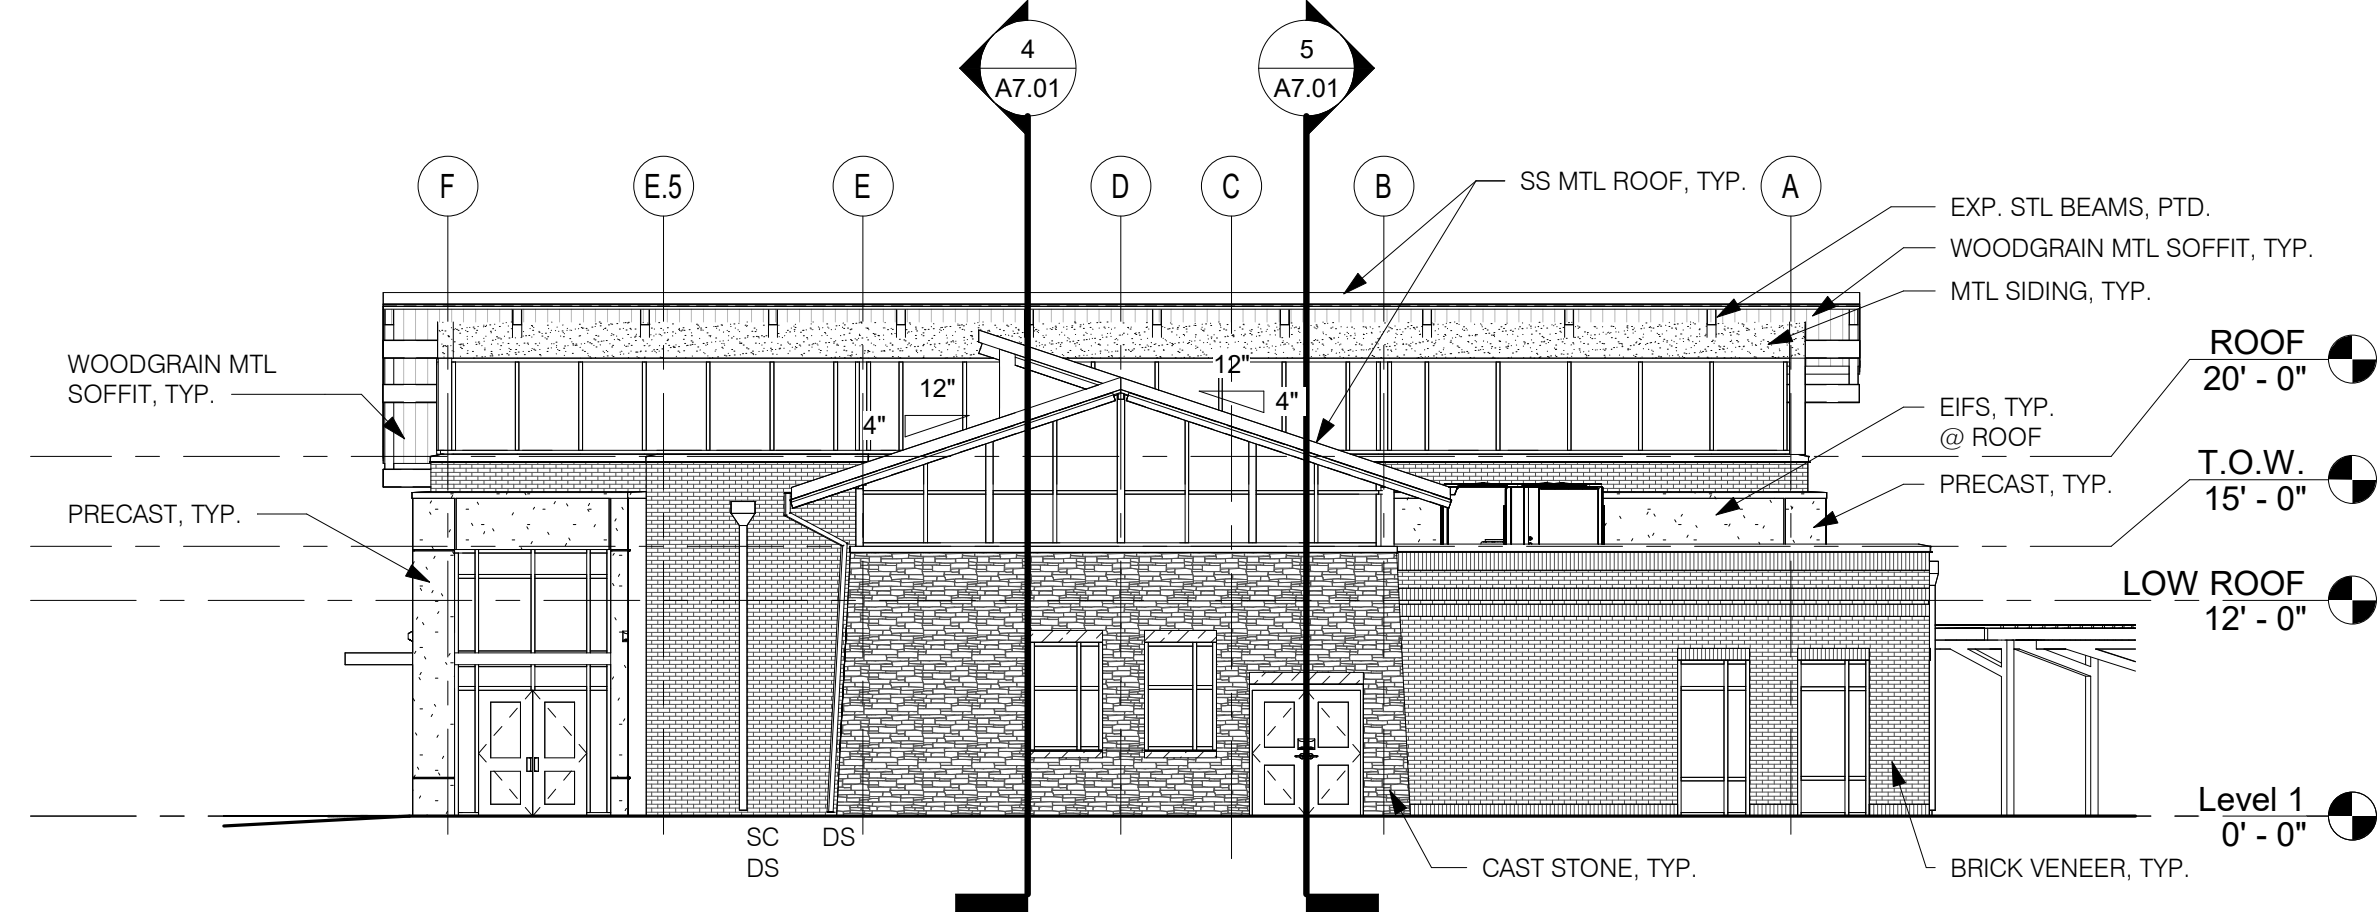 4
A7.01
5
A7.01
F
E.5
E
D
C
B
A
SS MTL ROOF, TYP.
EXP. STL BEAMS, PTD.
WOODGRAIN MTL SOFFIT, TYP.
MTL SIDING, TYP.
ROOF
20' - 0"
WOODGRAIN MTL
SOFFIT, TYP.
12"
4"
12"
4"
EIFS, TYP.
@ ROOF
T.O.W.
15' - 0"
PRECAST, TYP.
PRECAST, TYP.
LOW ROOF
12' - 0"
Level 1
0' - 0"
SC
DS
DS
CAST STONE, TYP.
BRICK VENEER, TYP.